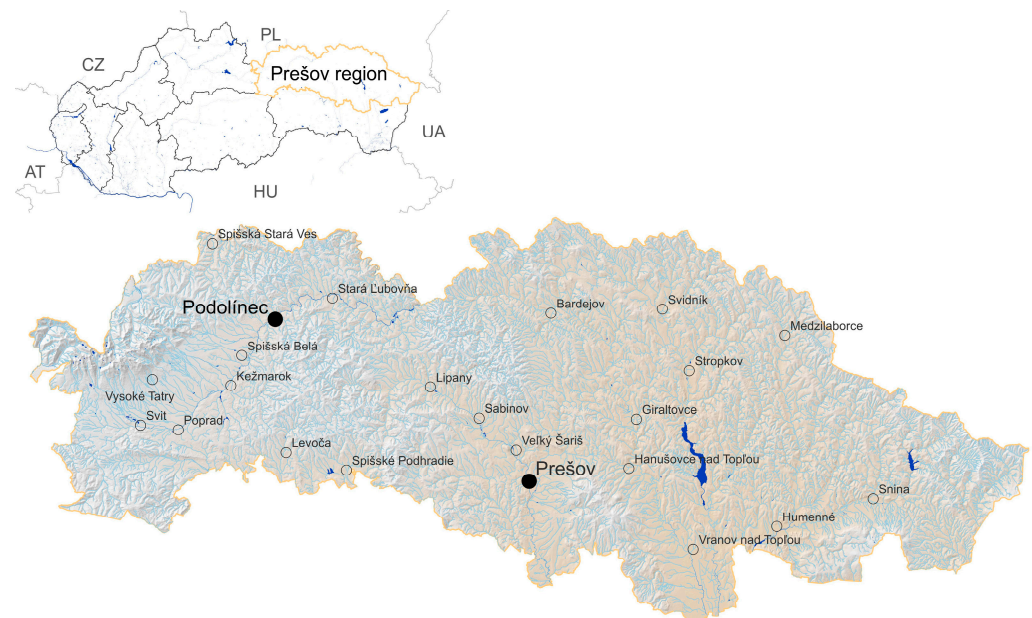 PL
CZ
Prešov region
UA
AT
HU
Spišská Stará Ves
Stará Ľubovňa
Podolínec
Bardejov
Svidník
Medzilaborce
Spišská Belá
Stropkov
Kežmarok
Lipany
Vysoké Tatry
Sabinov
Giraltovce
Svit
Poprad
Levoča
Veľký Šariš
Spišské Podhradie
Prešov
Hanušovce nad Topľou
Snina
Humenné
Vranov nad Topľou